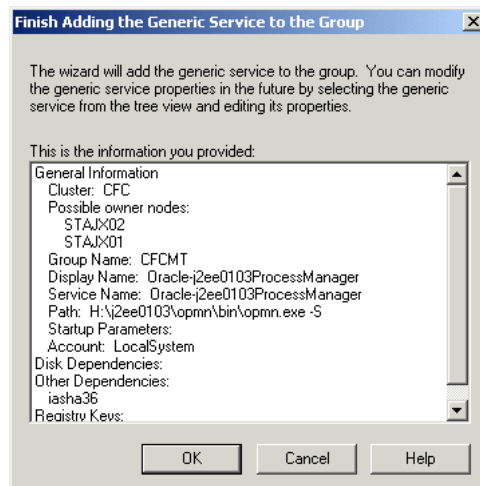 Finish Adding the Generic Service to the Group
The wizard will add the generic service to the group. You can modify
the generic service properties in the future by selecting the generic
service from the tree view and editing its properties.
This is the information you provided:
General Information
Cluster: CFC
Possible owner nodes:
STAJX02
STAJX01
Group Name: CFCMT
Display Name: Oracle-j2ee0103ProcessManager
Service Name: Oracle-j2ee0103ProcessManager
Path: H:\j2ee0103\opmn\bin\opmn.exe -S
Startup Parameters:
Account: LocalSystem
Disk Dependencies:
Other Dependencies:
iasha36
Registry Keys:
OK Cancel Help